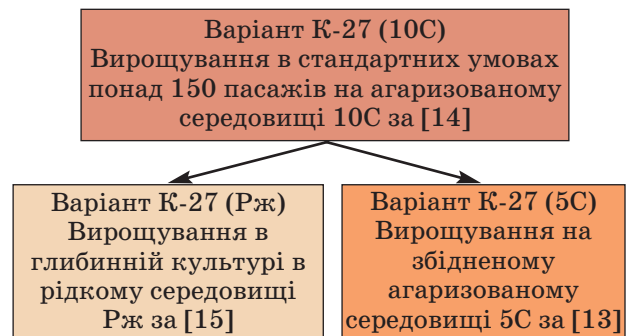 Варіант К-27 (10С)
Вирощування в стандартних умовах
понад 150 пасажів на агаризованому
середовищі 10С за [14]
Варіант К-27 (Рж)
Вирощування в
глибинній культурі в
рідкому середовищі
Рж за [15]
Варіант К-27 (5С)
Вирощування на
збідненому
агаризованому
середовищі 5С за [13]